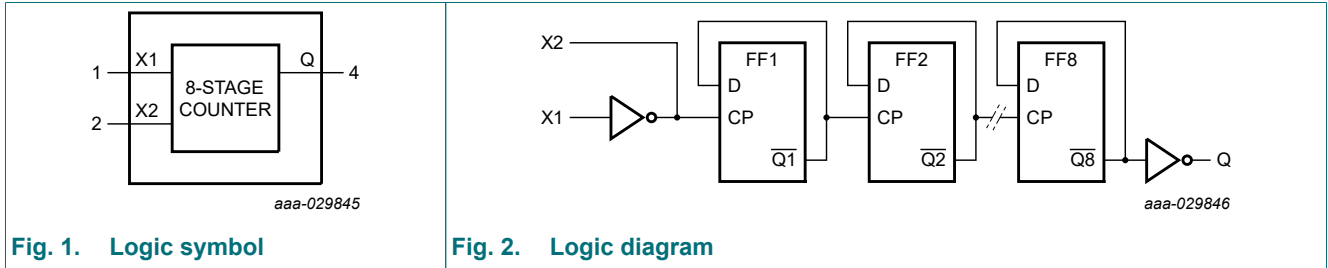 1
X1
Q
4
8-STAGE
COUNTER
2
X2
aaa-029845
Fig. 1. Logic symbol
X2
X1
FF1
D
CP
Q1
FF2
D
CP
Q2
FF8
D
CP
Q8
Q
aaa-029846
Fig. 2. Logic diagram